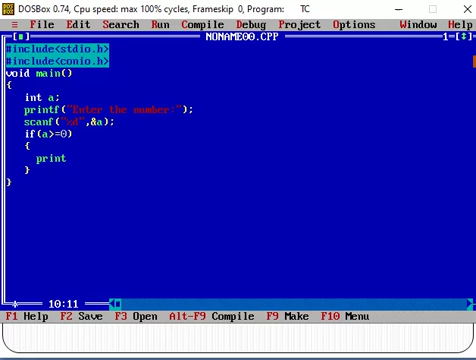 DOSBox 0.74, Cpu speed: max 100% cycles, Frameskip 0, Program: TC
≡ File Edit Search Run Compile Debug Project Options Window Help
NONAME00.CPP 1
#include<stdio.h>
#include<conio.h>
void main()
{
int a;
printf("Enter the number:");
scanf("%d",&a);
if(a>=0)
{
print
}
}
10:11
F1 Help F2 Save F3 Open Alt-F9 Compile F9 Make F10 Menu